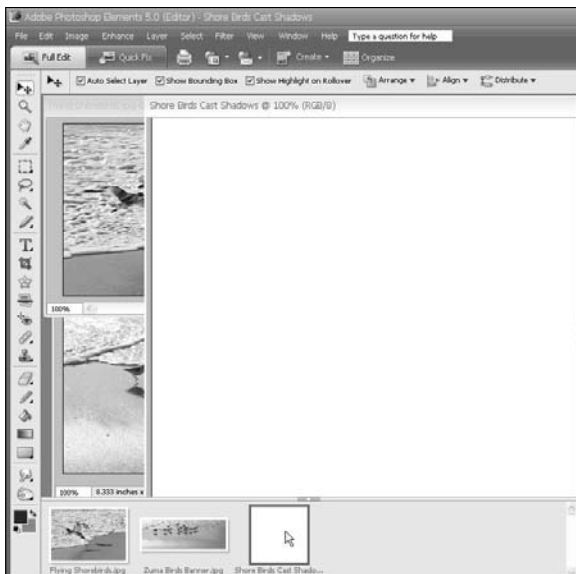 Adobe Photoshop Elements 5.0 (Editor) - Shore Birds Cast Shadows
File Edit Image Enhance Layer Select Filter View Window Help Type a question for help
Full Edit Quick Fix Create Organize
Auto Select Layer Show Bounding Box Show Highlight on Rollover Arrange Align Distribute
Shore Birds Cast Shadows @ 100% (RGB/8)
T
100%
100% 8.333 inches x
Flying Shorebirds.jpg Zuma Birds Banner.jpg Shore Birds Cast Shado...